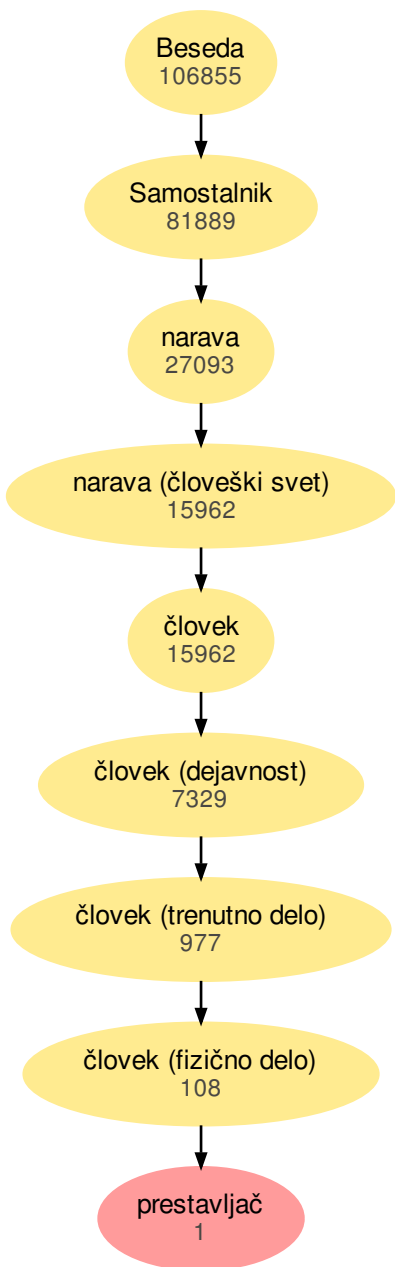 Beseda
106855
Samostalnik
81889
narava
27093
narava (človeški svet)
15962
človek
15962
človek (dejavnost)
7329
človek (trenutno delo)
977
človek (fizično delo)
108
prestavljač
1